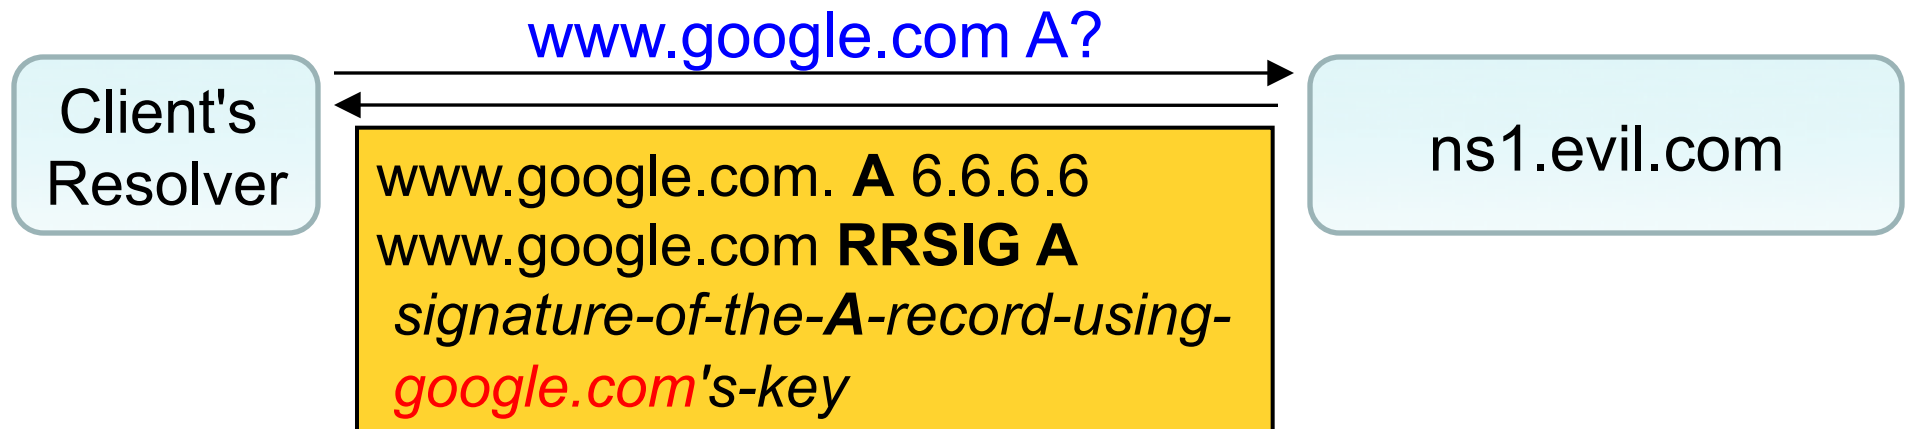 www.google.com A?
Client's
Resolver
ns1.evil.com
www.google.com. A 6.6.6.6
www.google.com RRSIG A
signature-of-the-A-record-using-
google.com's-key